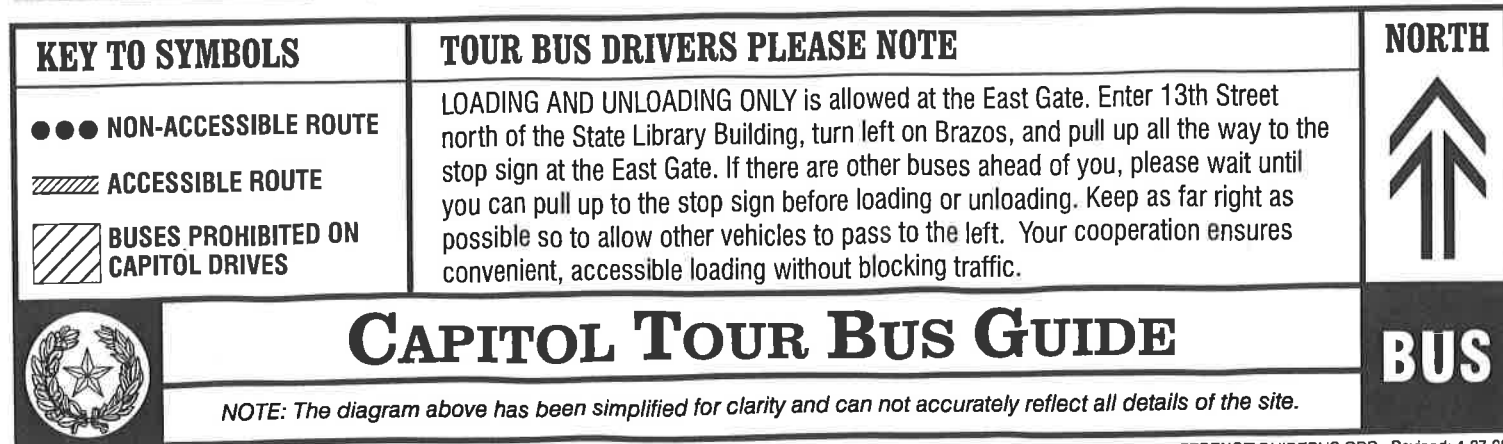 KEY TO SYMBOLS
NON-ACCESSIBLE ROUTE
ACCESSIBLE ROUTE
BUSES PROHIBITED ON
CAPITOL DRIVES
TOUR BUS DRIVERS PLEASE NOTE
LOADING AND UNLOADING ONLY is allowed at the East Gate. Enter 13th Street
north of the State Library Building, turn left on Brazos, and pull up all the way to the
stop sign at the East Gate. If there are other buses ahead of you, please wait until
you can pull up to the stop sign before loading or unloading. Keep as far right as
possible so to allow other vehicles to pass to the left. Your cooperation ensures
convenient, accessible loading without blocking traffic.
NORTH
CAPITOL TOUR BUS GUIDE
BUS
NOTE: The diagram above has been simplified for clarity and can not accurately reflect all details of the site.